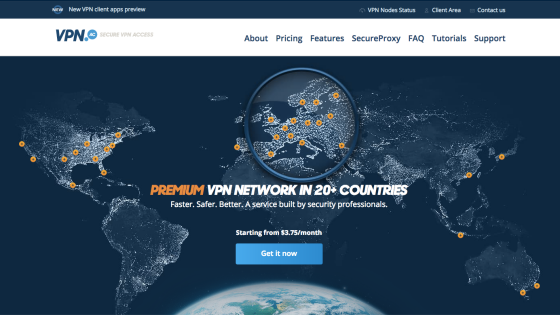 NEW New VPN client apps preview
VPN Nodes Status Client Area Contact us
VPN.AC SECURE VPN ACCESS
About Pricing Features SecureProxy FAQ Tutorials Support
PREMIUM VPN NETWORK IN 20+ COUNTRIES
Faster. Safer. Better. A service built by security professionals.
Starting from $3.75/month
Get it now